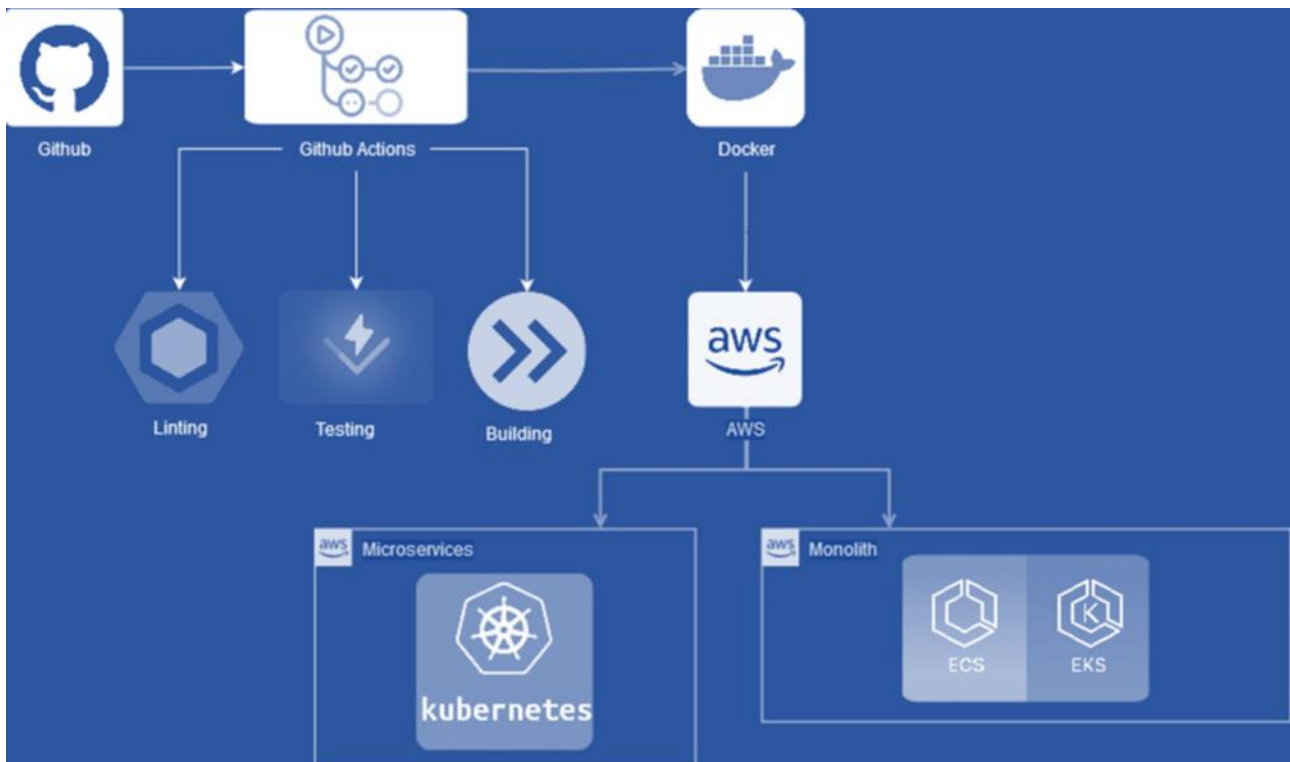 Github
Github Actions
Docker
aws
Linting
Testing
Building
AWS
aws
Microservices
aws
Monolith
kubernetes
ECS
K
EKS